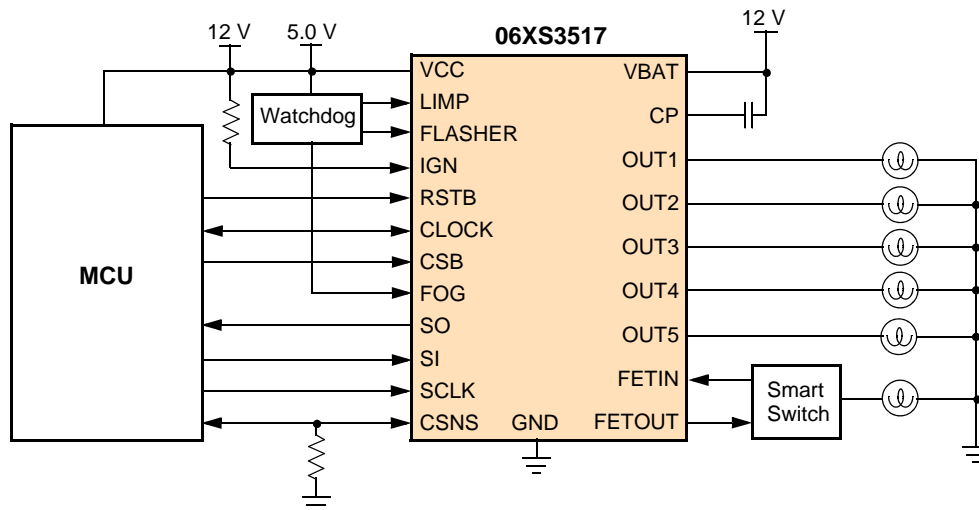 12 V
5.0 V
06XS3517
12 V
VCC
VBAT
Watchdog
LIMP
CP
FLASHER
IGN
OUT1
RSTB
OUT2
CLOCK
MCU
CSB
OUT3
FOG
OUT4
SO
OUT5
SI
FETIN
Smart
Switch
SCLK
CSNS
GND
FETOUT